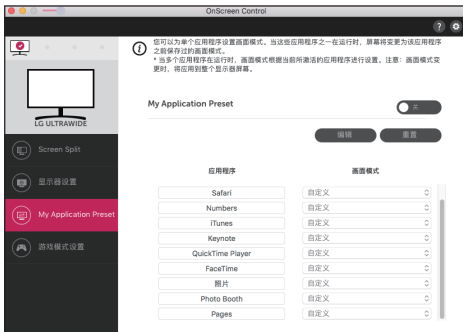 OnScreen Control
?
i
您可以为单个应用程序设置画面模式。当这些应用程序之一在运行时，屏幕将变更为该应用程序
之前保存过的画面模式。
* 当多个应用程序在运行时，画面模式根据当前所激活的应用程序进行设置。注意：画面模式变
更时，将应用到整个显示器屏幕。
LG ULTRAWIDE
Screen Split
显示器设置
My Application Preset
游戏模式设置
My Application Preset
关
编辑
重置
应用程序 画面模式
Safari 自定义
Numbers 自定义
iTunes 自定义
Keynote 自定义
QuickTime Player 自定义
FaceTime 自定义
照片 自定义
Photo Booth 自定义
Pages 自定义